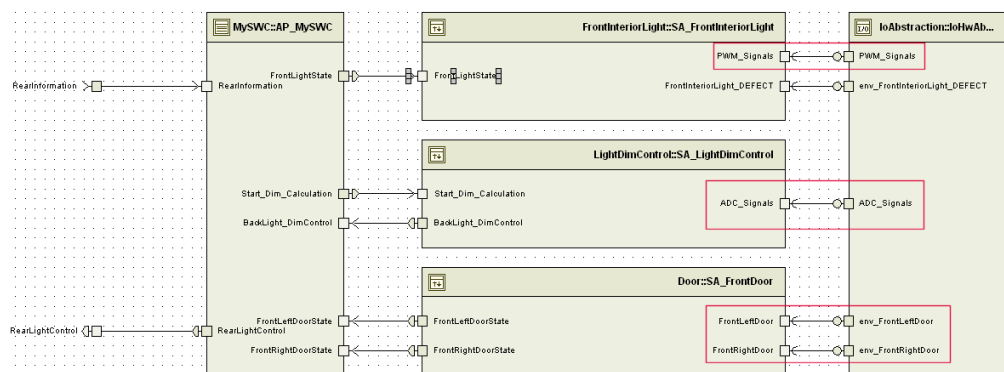 MySWC::AP_MySWC
FrontInteriorLight::SA_FrontInteriorLight
IoAbstraction::IoHwAb...
PWM_Signals
PWM_Signals
FrontLightState
FrontLightState
RearInformation
RearInformation
FrontInteriorLight_DEFECT
env_FrontInteriorLight_DEFECT
LightDimControl::SA_LightDimControl
Start_Dim_Calculation
Start_Dim_Calculation
ADC_Signals
ADC_Signals
BackLight_DimControl
BackLight_DimControl
Door::SA_FrontDoor
FrontLeftDoorState
FrontLeftDoorState
FrontLeftDoor
env_FrontLeftDoor
RearLightControl
RearLightControl
FrontRightDoorState
FrontRightDoorState
FrontRightDoor
env_FrontRightDoor